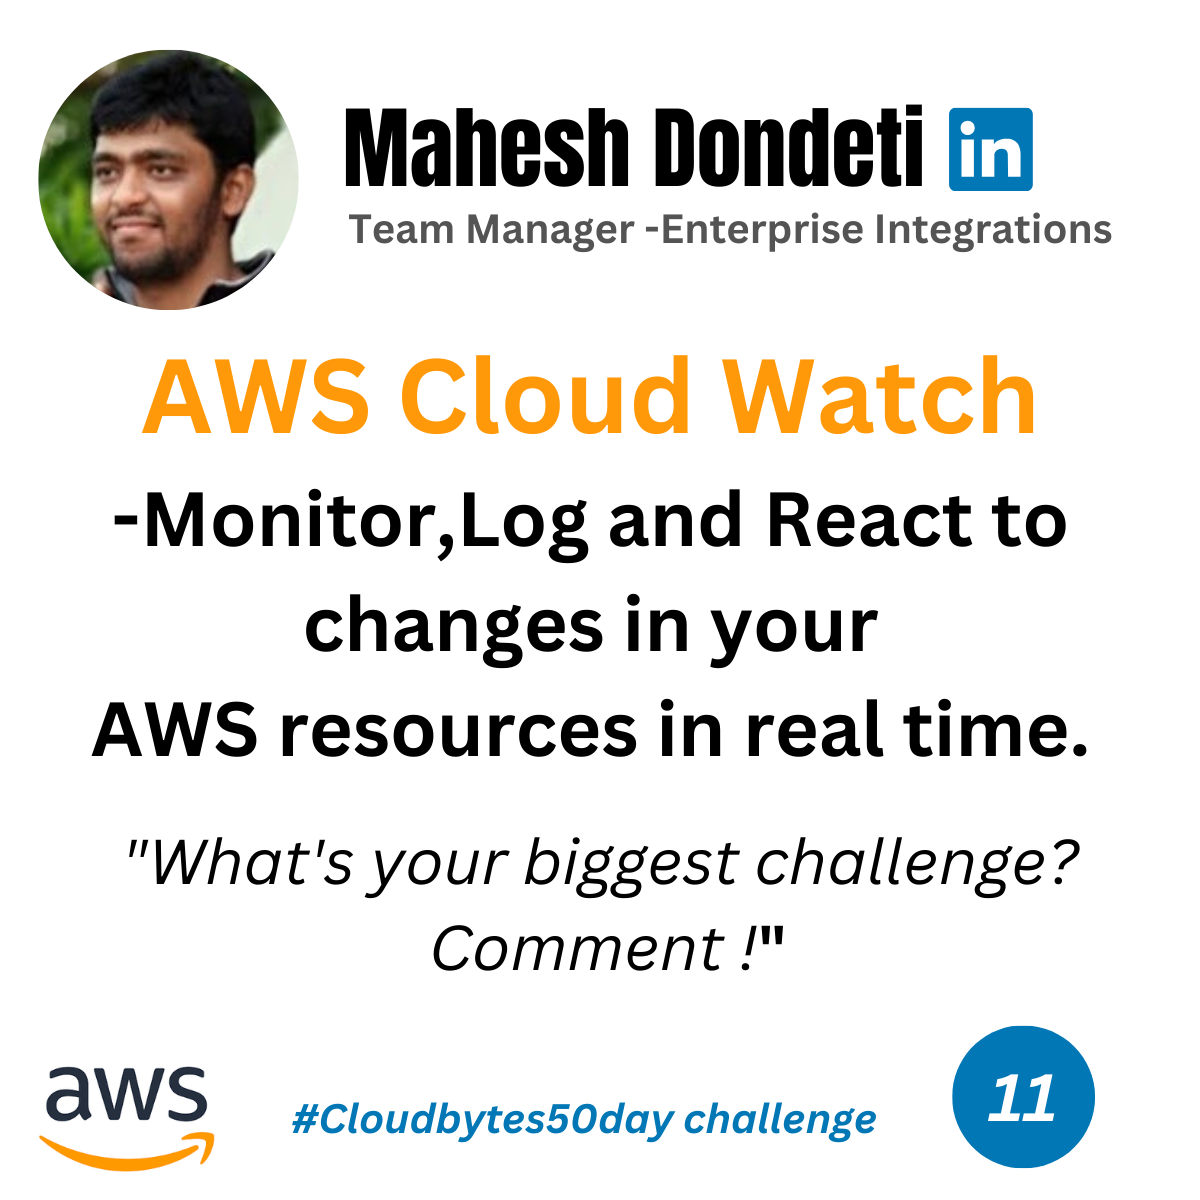 Mahesh Dondeti in
Team Manager -Enterprise Integrations
AWS Cloud Watch
-Monitor,Log and React to
changes in your
AWS resources in real time.
"What's your biggest challenge?
Comment !"
aws
#Cloudbytes50day challenge
11